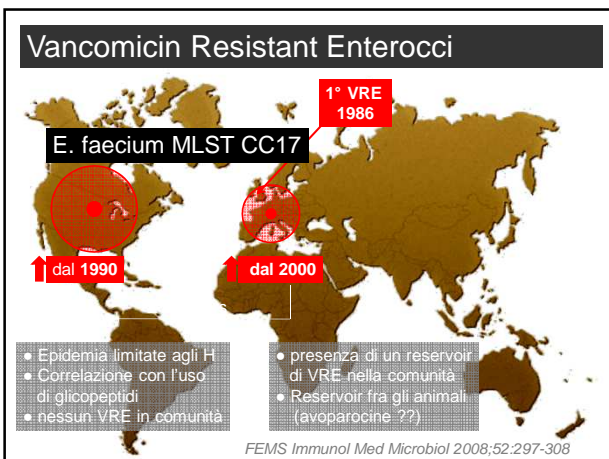 Vancomicin Resistant Enterocci
1° VRE
1986
E. faecium MLST CC17
dal 1990
dal 2000
● Epidemia limitate agli H
● Correlazione con l'uso
di glicopeptidi
● nessun VRE in comunità
● presenza di un reservoir
di VRE nella comunità
● Reservoir fra gli animali
(avoparocine ??)
FEMS Immunol Med Microbiol 2008;52:297-308